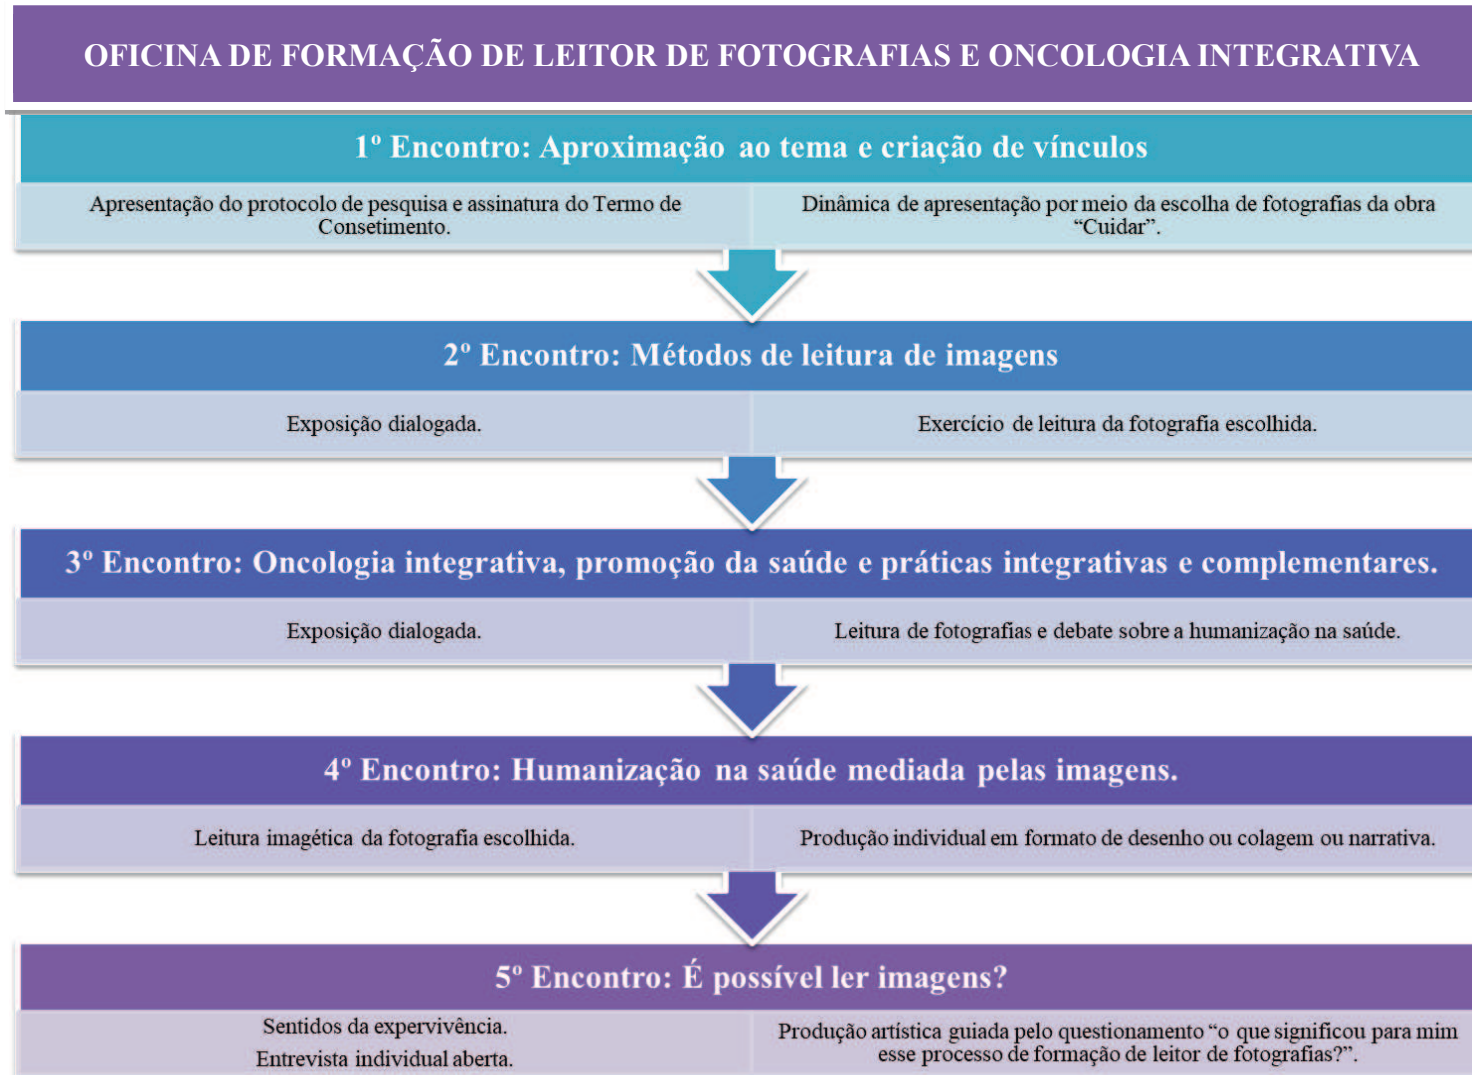 OFICINA DE FORMAÇÃO DE LEITOR DE FOTOGRAFIAS E ONCOLOGIA INTEGRATIVA
1º Encontro: Aproximação ao tema e criação de vínculos
Apresentação do protocolo de pesquisa e assinatura do Termo de
Consetimento.
Dinâmica de apresentação por meio da escolha de fotografias da obra
“Cuidar”.
2º Encontro: Métodos de leitura de imagens
Exposição dialogada.
Exercício de leitura da fotografia escolhida.
3º Encontro: Oncologia integrativa, promoção da saúde e práticas integrativas e complementares.
Exposição dialogada.
Leitura de fotografias e debate sobre a humanização na saúde.
4º Encontro: Humanização na saúde mediada pelas imagens.
Leitura imagética da fotografia escolhida.
Produção individual em formato de desenho ou colagem ou narrativa.
5º Encontro: É possível ler imagens?
Sentidos da expervivência.
Entrevista individual aberta.
Produção artística guiada pelo questionamento “o que significou para mim
esse processo de formação de leitor de fotografias?”.